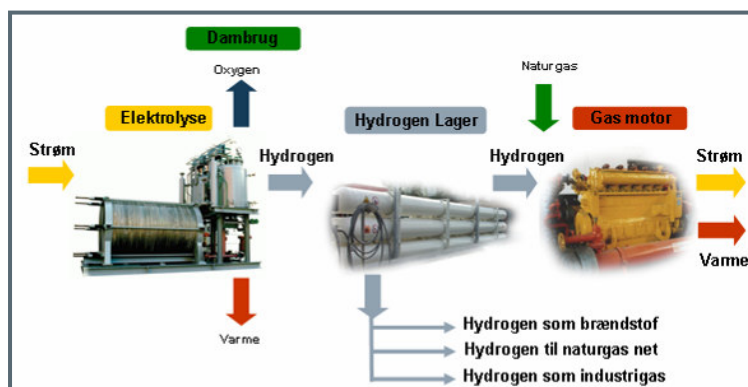 Dambrug
Oxygen
Naturgas
Elektrolyse
Hydrogen Lager
Gas motor
Strøm
Hydrogen
Hydrogen
Strøm
Varme
Varme
Hydrogen som brændstof
Hydrogen til naturgas net
Hydrogen som industrigas